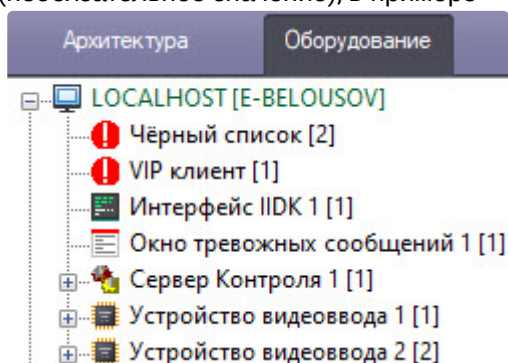 (необязательное значение), в примере
Архитектура Оборудование
LOCALHOST [E-BELOUSOV]
Чёрный список [2]
VIP клиент [1]
Интерфейс IIDK 1 [1]
Окно тревожных сообщений 1 [1]
Сервер Контроля 1 [1]
Устройство видеоввода 1 [1]
Устройство видеоввода 2 [2]